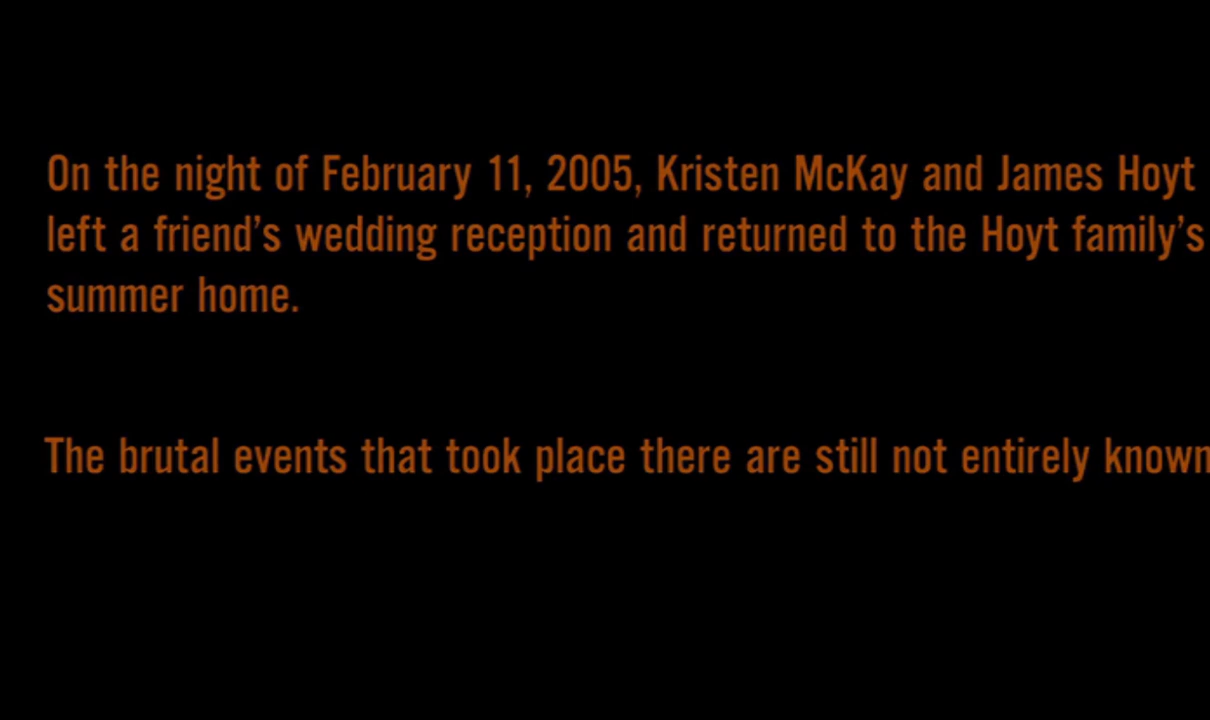 On the night of February 11, 2005, Kristen McKay and James Hoyt
left a friend’s wedding reception and returned to the Hoyt family’s
summer home.
The brutal events that took place there are still not entirely known